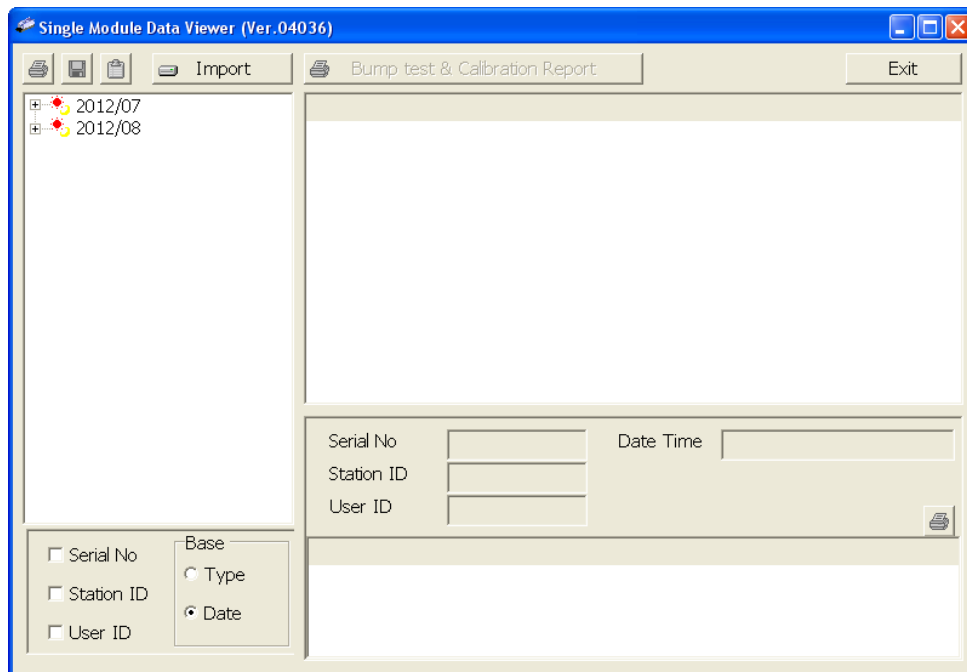 Single Module Data Viewer (Ver.04036)
Import
Bump test & Calibration Report
Exit
2012/07
2012/08
Serial No
Date Time
Station ID
User ID
Base
Serial No
Type
Station ID
Date
User ID